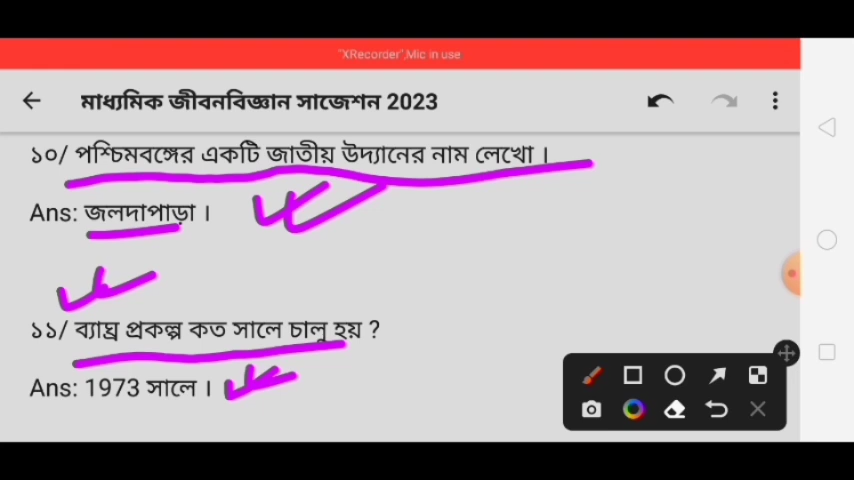 "XRecorder",Mic in use
মাধ্যমিক জীবনবিজ্ঞান সাজেশন 2023
১০/ পশ্চিমবঙ্গের একটি জাতীয় উদ্যানের নাম লেখো ।
Ans: জলদাপাড়া ।
১১/ ব্যাঘ্র প্রকল্প কত সালে চালু হয় ?
Ans: 1973 সালে ।